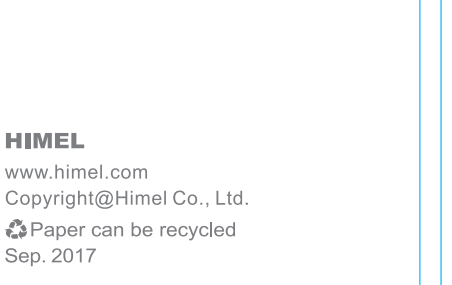 HIMEL
www.himel.com
Copyright@Himel Co., Ltd.
Paper can be recycled
Sep. 2017